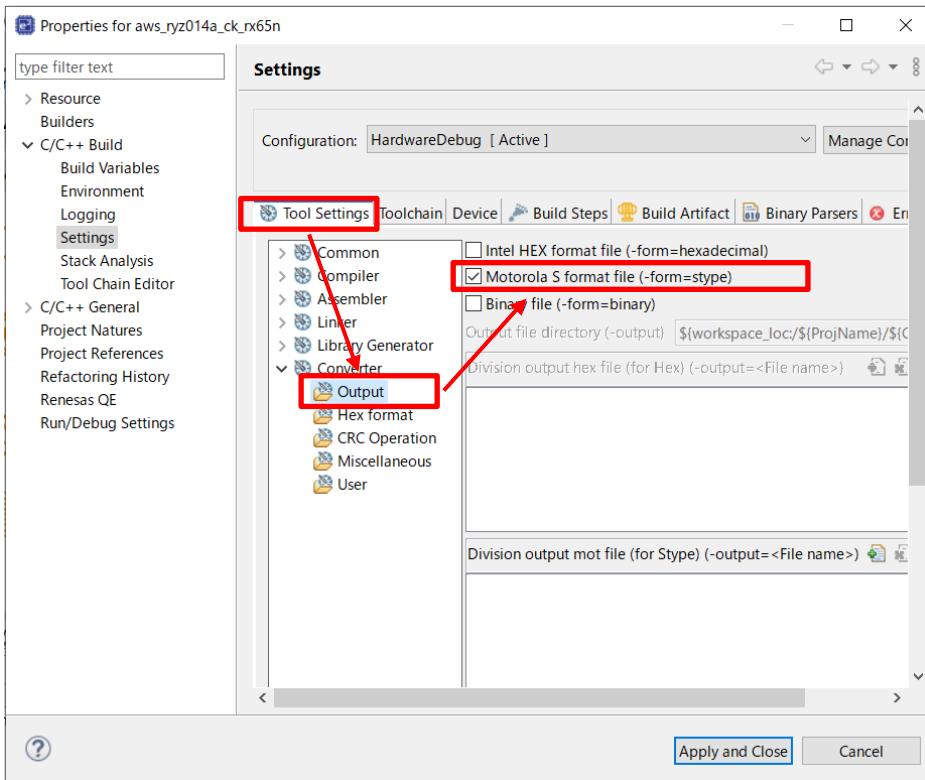 Properties for aws_ryz014a_ck_rx65n
type filter text
Resource
Builders
C/C++ Build
Build Variables
Environment
Logging
Settings
Stack Analysis
Tool Chain Editor
C/C++ General
Project Natures
Project References
Refactoring History
Renesas QE
Run/Debug Settings
Settings
Configuration: HardwareDebug [ Active ] Manage Con
Tool Settings Toolchain Device Build Steps Build Artifact Binary Parsers Err
Common
Compiler
Assembler
Linker
Library Generator
Converter
Output
Hex format
CRC Operation
Miscellaneous
User
Intel HEX format file (-form=hexadecimal)
Motorola S format file (-form=stype)
Binary file (-form=binary)
Output file directory (-output) ${workspace_loc:/${ProjName}/${C
Division output hex file (for Hex) (-output=<File name>)
Division output mot file (for Stype) (-output=<File name>)
Apply and Close Cancel